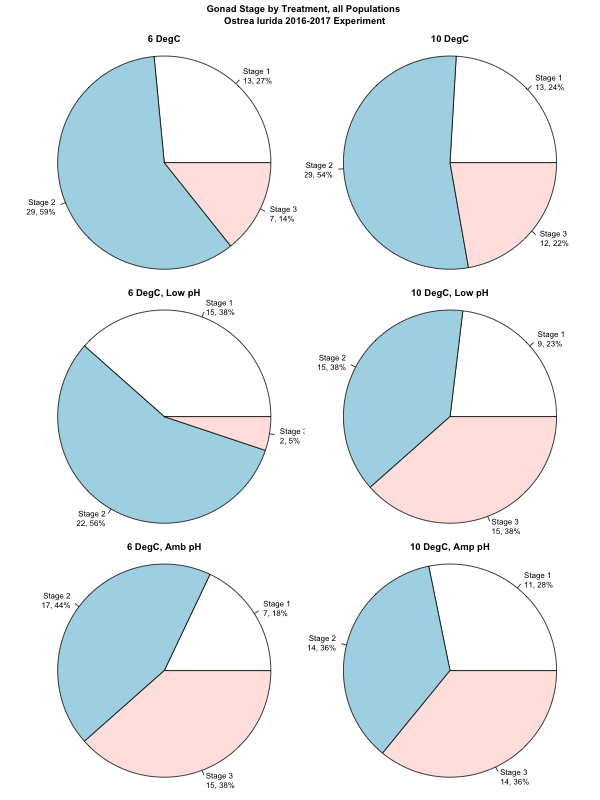 Gonad Stage by Treatment, all Populations
Ostrea lurida 2016-2017 Experiment
6 DegC
Stage 1
13, 27%
Stage 2
29, 59%
Stage 3
7, 14%
10 DegC
Stage 1
13, 24%
Stage 2
29, 54%
Stage 3
12, 22%
6 DegC, Low pH
Stage 1
15, 38%
Stage 2
22, 56%
Stage
2, 5%
10 DegC, Low pH
Stage 1
9, 23%
Stage 2
15, 38%
Stage 3
15, 38%
6 DegC, Amb pH
Stage 1
7, 18%
Stage 2
17, 44%
Stage 3
15, 38%
10 DegC, Amp pH
Stage 1
11, 28%
Stage 2
14, 36%
Stage 3
14, 36%